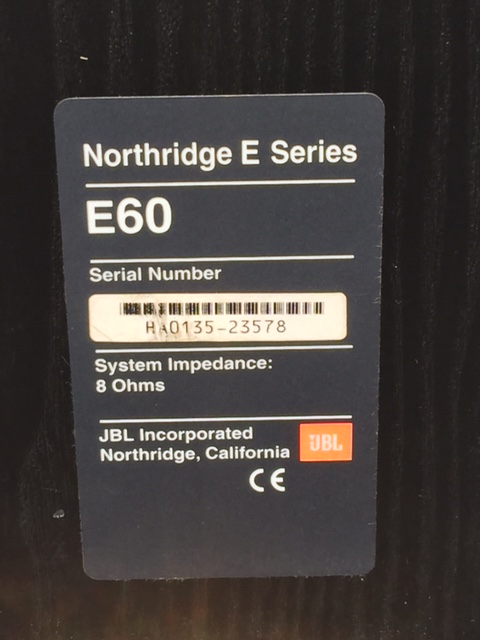 Northridge E Series
E60
Serial Number
HA0135-23578
System Impedance:
8 Ohms
JBL Incorporated
Northridge, California
JBL
CE